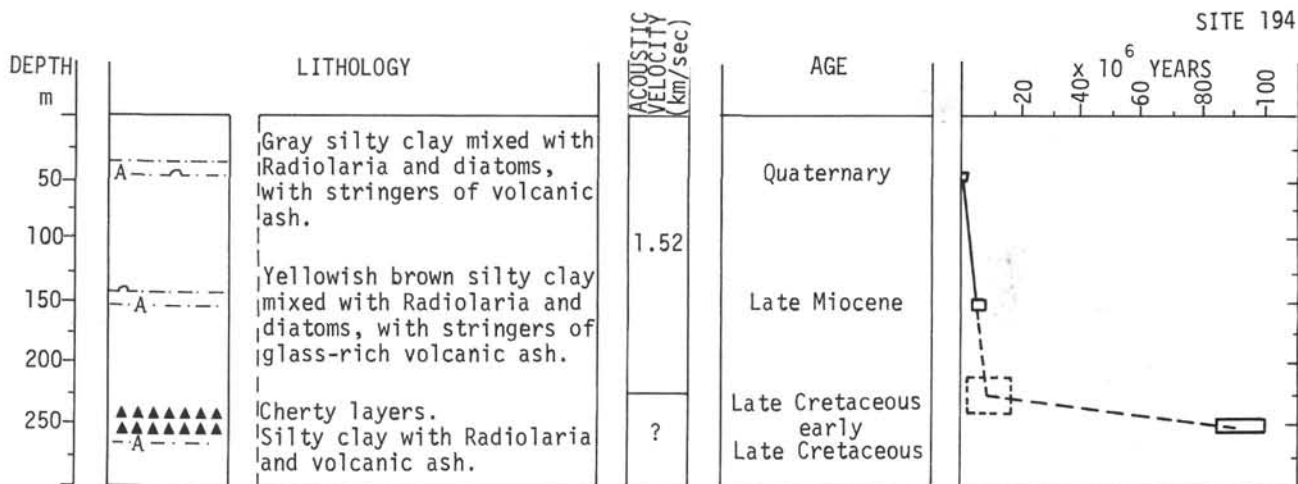 SITE 194
DEPTH
m
LITHOLOGY
ACOUSTIC
VELOCITY
(km/sec)
AGE
x 10^6 YEARS
20
40
60
80
100
50
100
150
200
250
A
A
A
Gray silty clay mixed with
Radiolaria and diatoms,
with stringers of volcanic
ash.
Yellowish brown silty clay
mixed with Radiolaria and
diatoms, with stringers of
glass-rich volcanic ash.
Cherty layers.
Silty clay with Radiolaria
and volcanic ash.
1.52
?
Quaternary
Late Miocene
Late Cretaceous
early
Late Cretaceous